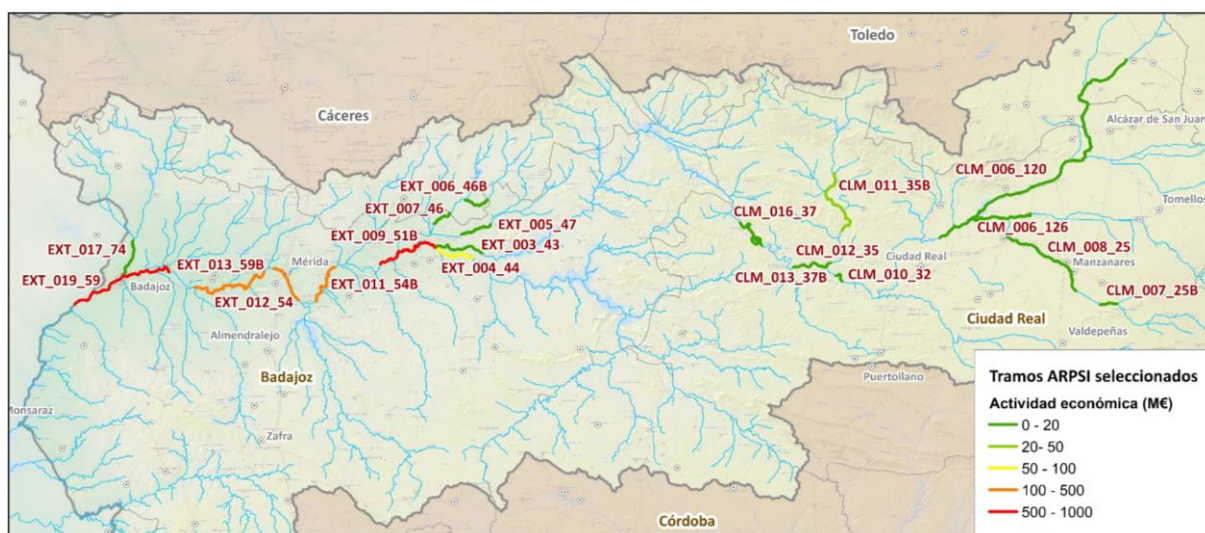 Toledo
Cáceres
Alcázar de San Juan
EXT_006_46B
CLM_011_35B
CLM_006_120
EXT_007_46
Tomellos
CLM_016_37
EXT_005_47
EXT_009_51B
CLM_006_126
EXT_017_74
EXT_003_43
CLM_012_35
Ciudad Real
CLM_008_25
EXT_013_59B
Mérida
EXT_004_44
Manzanares
EXT_019_59
Badajoz
EXT_011_54B
CLM_013_37B
CLM_010_32
EXT_012_54
CLM_007_25B
Ciudad Real
Almendralejo
Valdepeñas
Badajoz
Puertollano
Monsaraz
Zafra
Córdoba
Tramos ARPSI seleccionados
Actividad económica (M€)
0 - 20
20- 50
50 - 100
100 - 500
500 - 1000